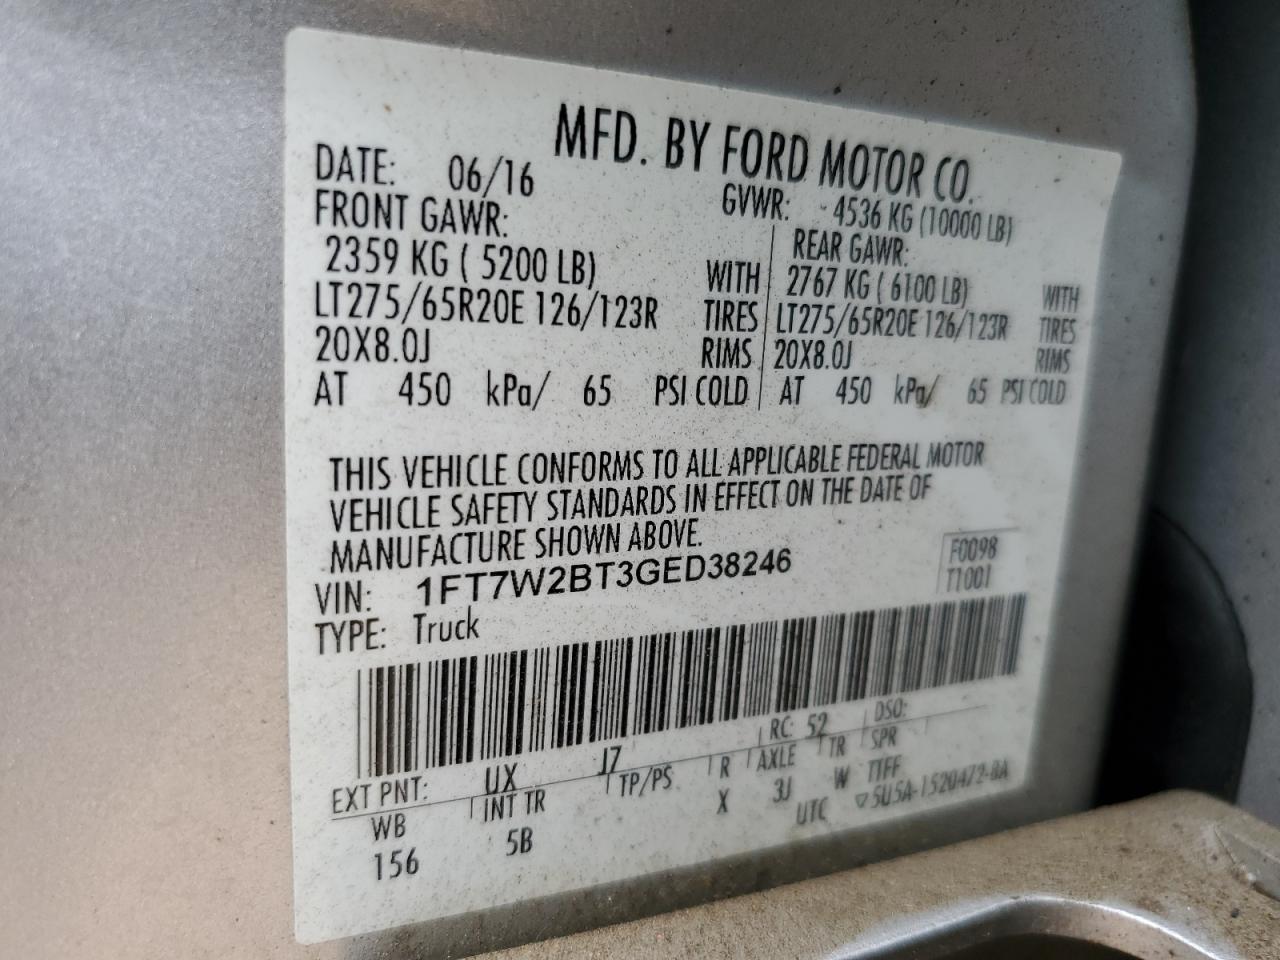 MFD. BY FORD MOTOR CO.
DATE: 06/16 GVWR: 4536 KG (10000 LB)
FRONT GAWR: REAR GAWR:
2359 KG ( 5200 LB) WITH 2767 KG ( 6100 LB) WITH
LT275/65R20E 126/123R TIRES LT275/65R20E 126/123R TIRES
20X8.0J RIMS 20X8.0J RIMS
AT 450 kPa/ 65 PSI COLD AT 450 kPa/ 65 PSI COLD
THIS VEHICLE CONFORMS TO ALL APPLICABLE FEDERAL MOTOR
VEHICLE SAFETY STANDARDS IN EFFECT ON THE DATE OF
MANUFACTURE SHOWN ABOVE.
VIN: 1FT7W2BT3GED38246 F0098
TYPE: Truck T1001
EXT PNT: UX J7 RC: 52 DSO:
WB INT TR TP/PS R AXLE TR SPR
156 5B X 3J W TIFF
UTC ▽5U5A-1520472-BA